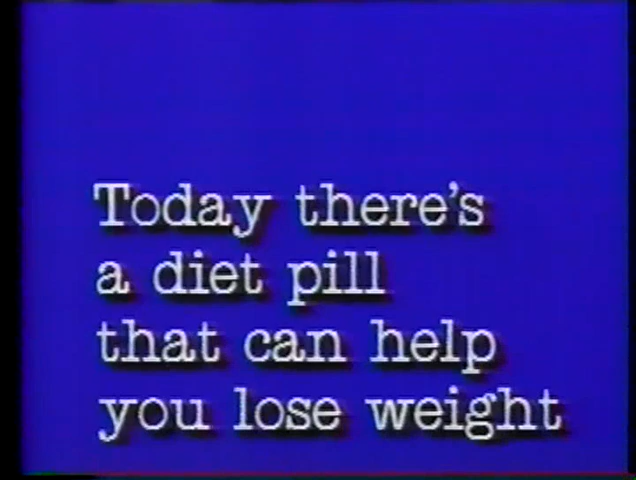 Today there's
a diet pill
that can help
you lose weight